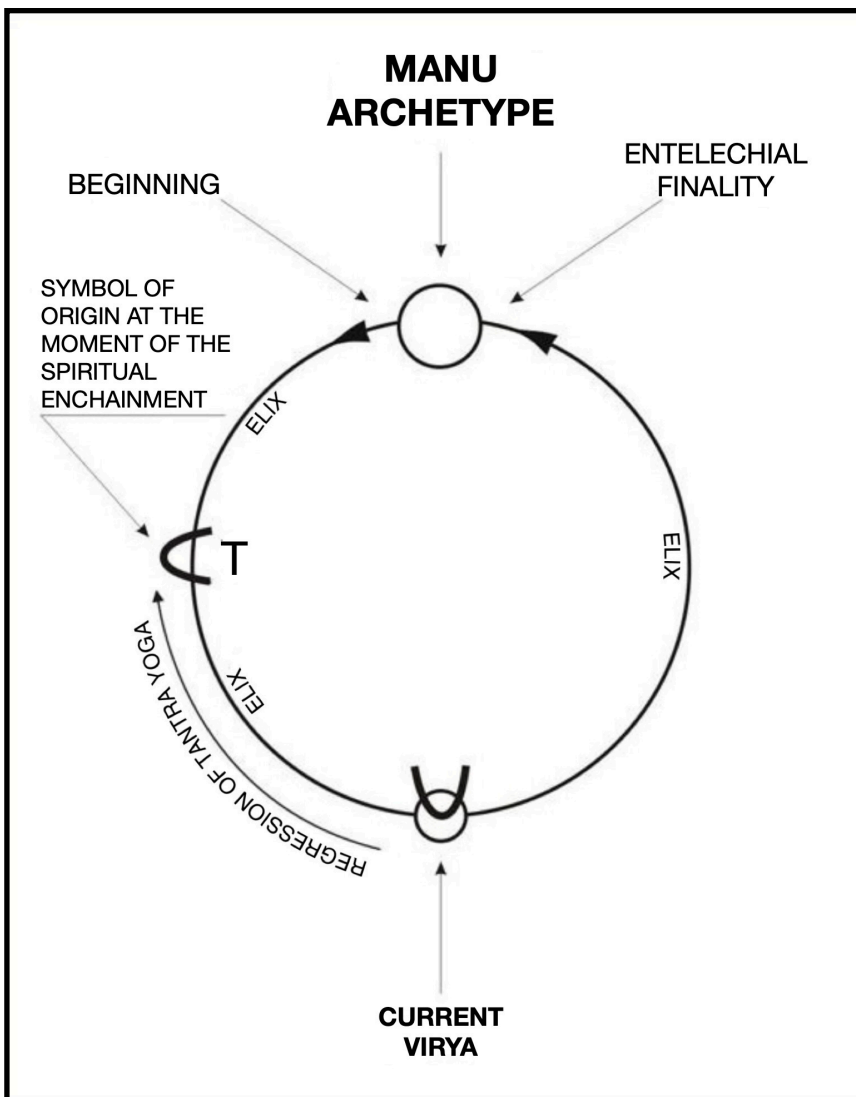 MANU
ARCHETYPE
ENTELECHIAL
FINALITY
BEGINNING
SYMBOL OF
ORIGIN AT THE
MOMENT OF THE
SPIRITUAL
ENCHAINMENT
ELIX
T
ELIX
ELIX
REGRESSION OF TANTRA YOGA
CURRENT
VIRYA